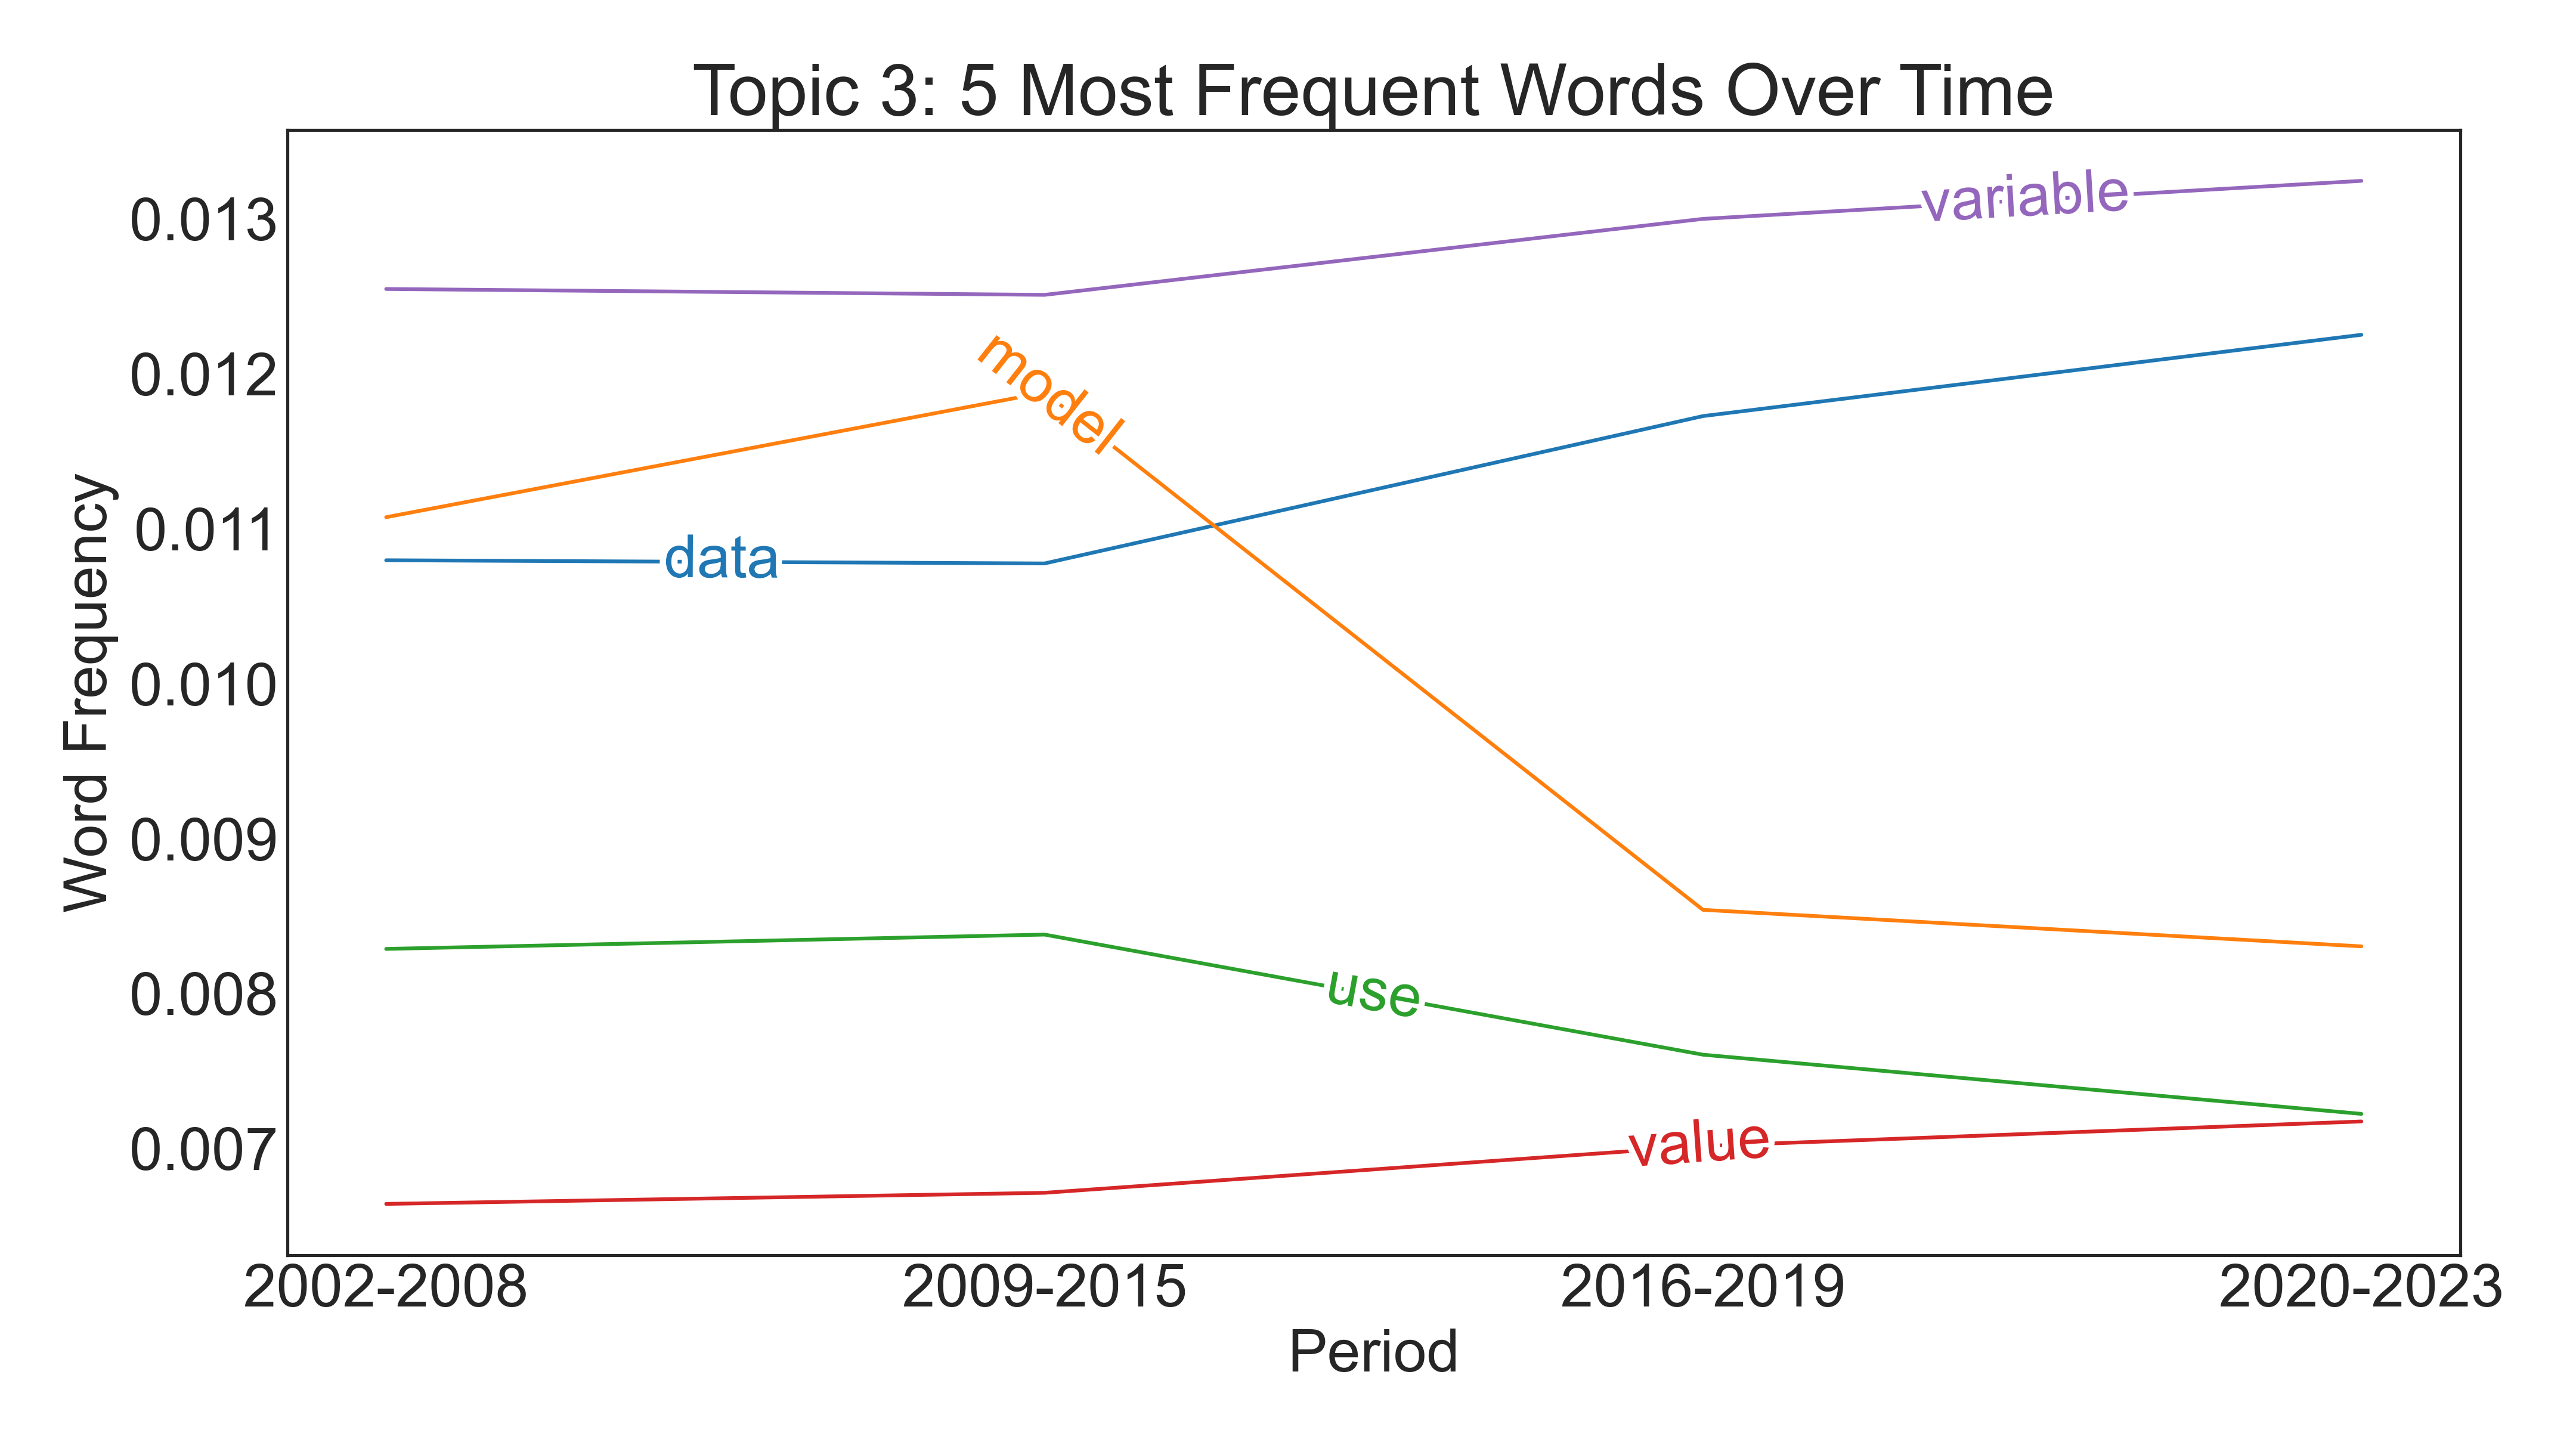 Topic 3: 5 Most Frequent Words Over Time
Word Frequency
0.013
0.012
0.011
0.010
0.009
0.008
0.007
variable
model
data
use
value
2002-2008
2009-2015
2016-2019
2020-2023
Period